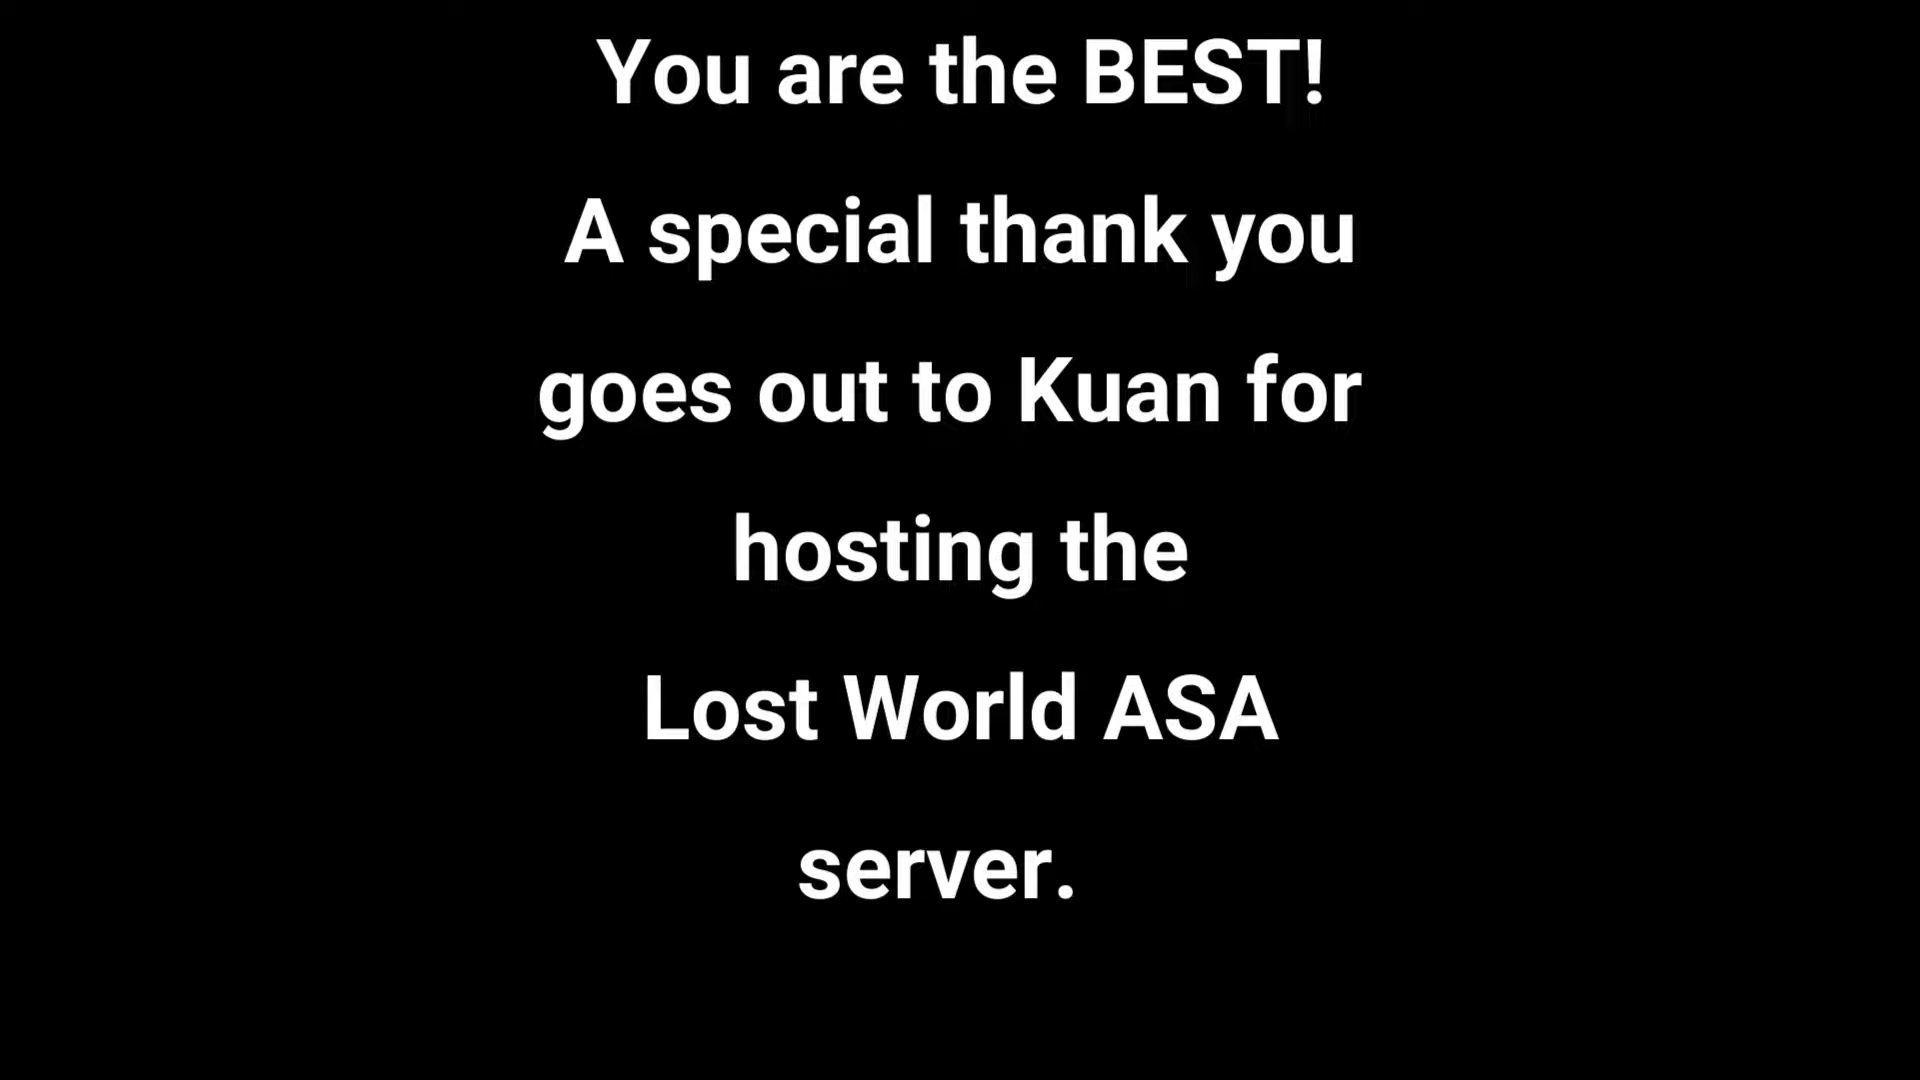 You are the BEST!
A special thank you
goes out to Kuan for
hosting the
Lost World ASA
server.